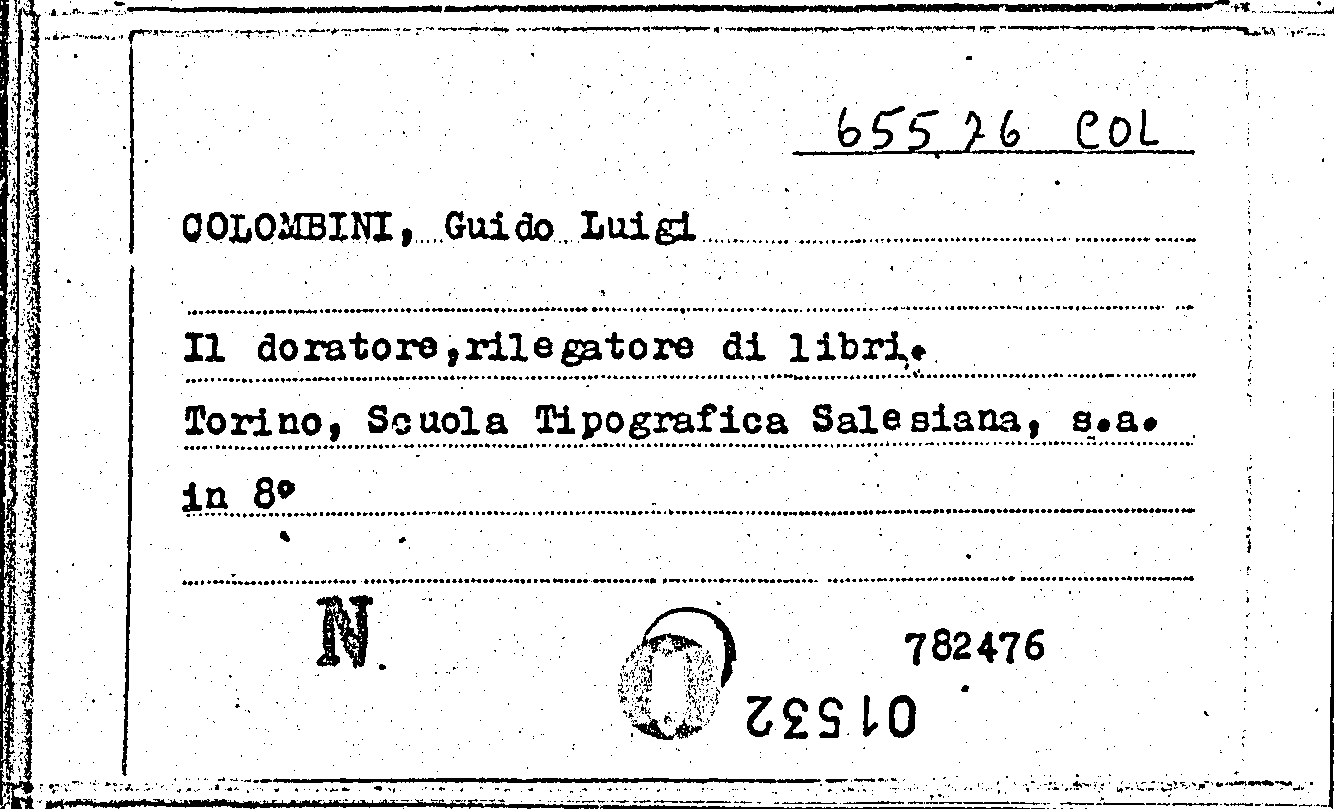 655 76 COL
COLOMBINI, Guido Luigi
Il doratore,rilegatore di libri.
Torino, Scuola Tipografica Salesiana, s.a.
in 8°
N
782476
01532